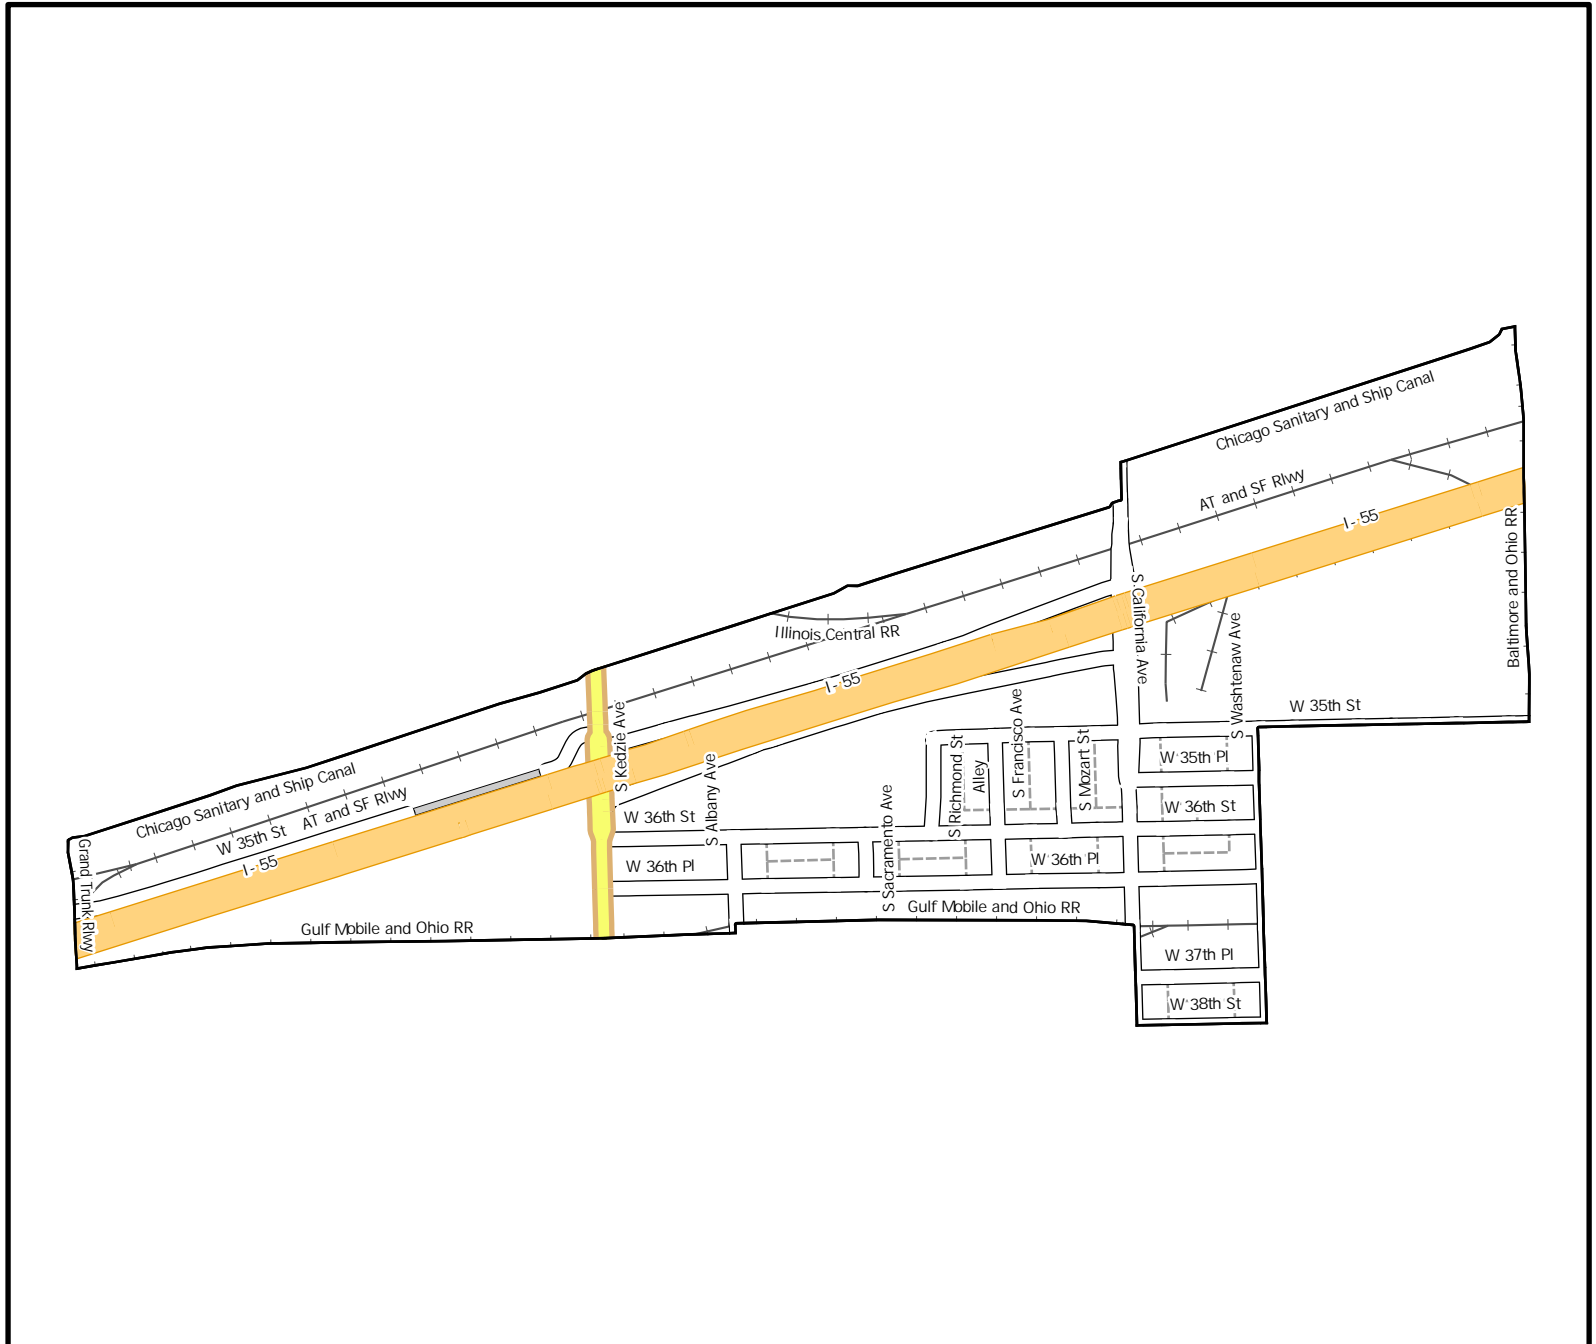 Chicago Sanitary and Ship Canal
AT and SF Rlwy
I- 55
Baltimore and Ohio RR
S California Ave
S Washtenaw Ave
Illinois Central RR
I- 55
W 35th St
S Kedzie Ave
S Francisco Ave
S Richmond St
Alley
S Mozart St
W 35th Pl
S Albany Ave
Chicago Sanitary and Ship Canal
AT and SF Rlwy
W 35th St
I- 55
Grand Trunk Rlwy
W 36th St
S Sacramento Ave
W 36th St
W 36th Pl
W 36th Pl
Gulf Mobile and Ohio RR
Gulf Mobile and Ohio RR
W 37th Pl
W 38th St